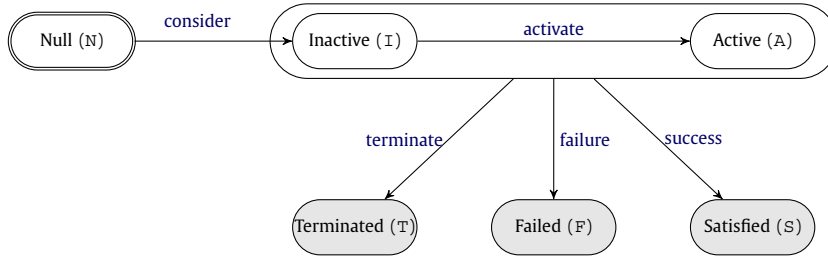 consider
activate
Null (N)
Inactive (I)
Active (A)
terminate
failure
success
Terminated (T)
Failed (F)
Satisfied (S)